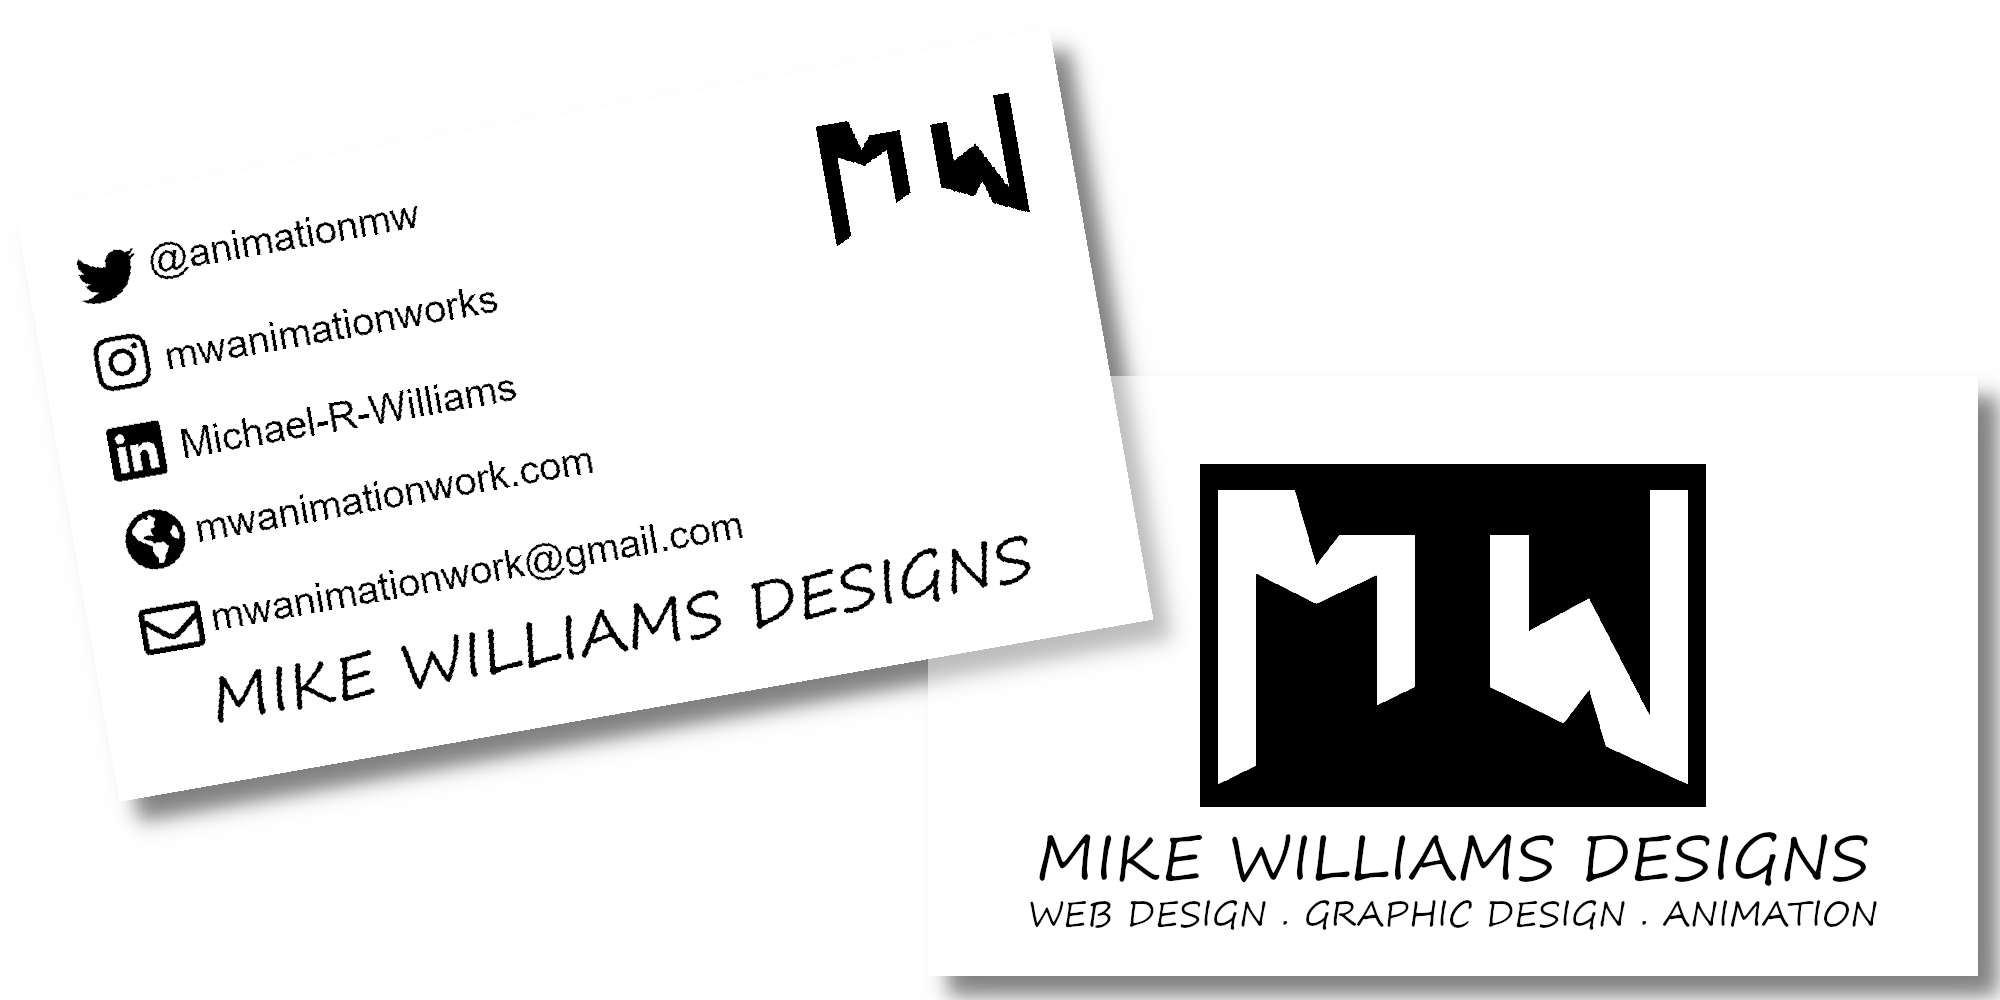 MW
@animationmw
mwanimationworks
in Michael-R-Williams
mwanimationwork.com
mwanimationwork@gmail.com
MIKE WILLIAMS DESIGNS
MW
MIKE WILLIAMS DESIGNS
WEB DESIGN . GRAPHIC DESIGN . ANIMATION